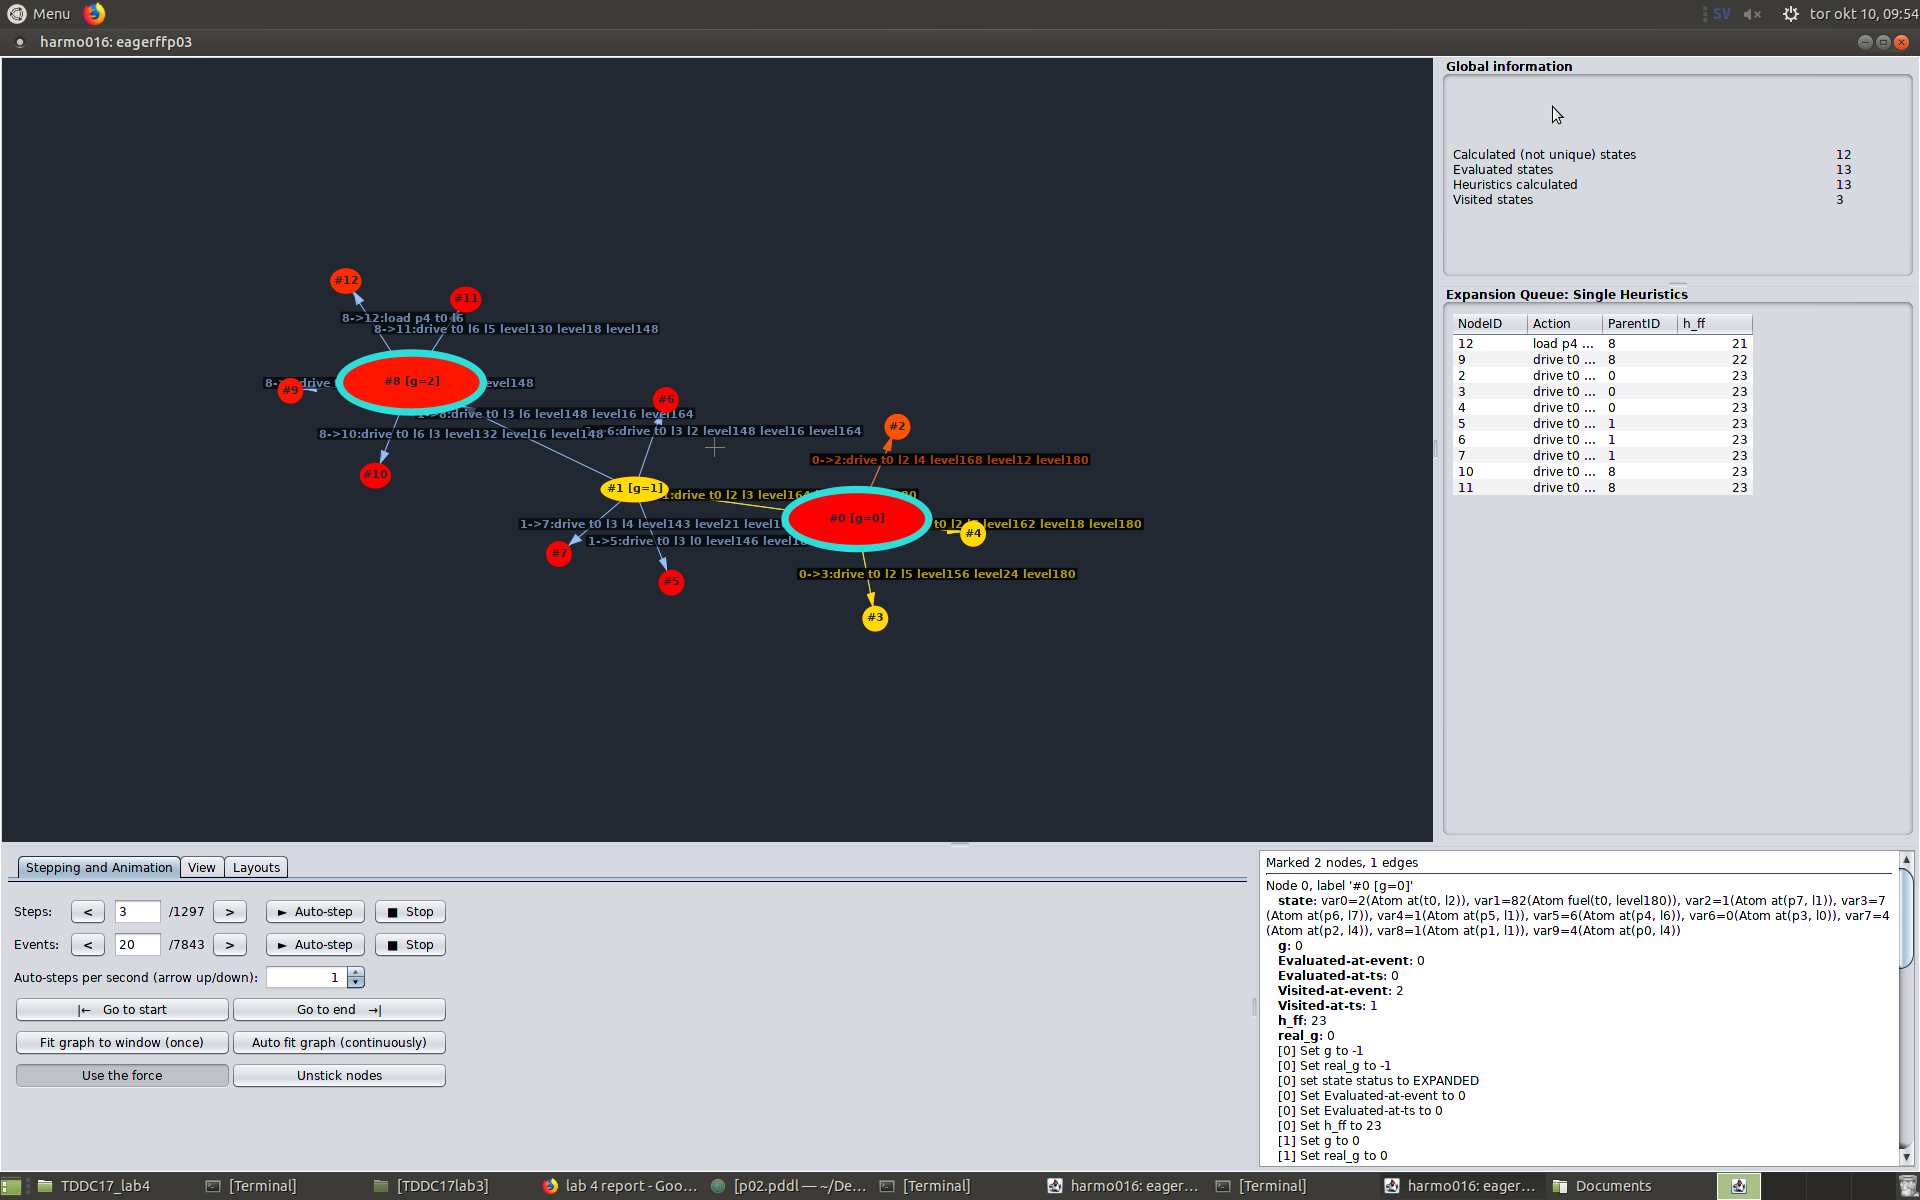 Menu
SV
tor okt 10, 09:54
harmo016: eagerffp03
#12
#11
8->12:load p4 t0 l6
8->11:drive t0 l6 l5 level130 level18 level148
#8 [g=2]
#9
drive
level148
#6
1->8:drive t0 l3 l6 level148 level16 level164
8->10:drive t0 l6 l3 level132 level16 level148
6:drive t0 l3 l2 level148 level16 level164
#2
0->2:drive t0 l2 l4 level168 level12 level180
#10
#1 [g=1]
1:drive t0 l2 l3
#0 [g=0]
1->7:drive t0 l3 l4 level143 level21
level162 level18 level180
#4
1->5:drive t0 l3 l0 level146
#7
#5
0->3:drive t0 l2 l5 level156 level24 level180
#3
Global information
Calculated (not unique) states 12
Evaluated states 13
Heuristics calculated 13
Visited states 3
Expansion Queue: Single Heuristics
NodeID Action ParentID h_ff
12 load p4 ... 8 21
9 drive t0 ... 8 22
2 drive t0 ... 0 23
3 drive t0 ... 0 23
4 drive t0 ... 0 23
5 drive t0 ... 1 23
6 drive t0 ... 1 23
7 drive t0 ... 1 23
10 drive t0 ... 8 23
11 drive t0 ... 8 23
Stepping and Animation View Layouts
Steps: < 3 /1297 > ► Auto-step ■ Stop
Events: < 20 /7843 > ► Auto-step ■ Stop
Auto-steps per second (arrow up/down): 1
|← Go to start Go to end →|
Fit graph to window (once) Auto fit graph (continuously)
Use the force Unstick nodes
Marked 2 nodes, 1 edges
Node 0, label '#0 [g=0]'
state: var0=2(Atom at(t0, l2)), var1=82(Atom fuel(t0, level180)), var2=1(Atom at(p7, l1)), var3=7
(Atom at(p6, l7)), var4=1(Atom at(p5, l1)), var5=6(Atom at(p4, l6)), var6=0(Atom at(p3, l0)), var7=4
(Atom at(p2, l4)), var8=1(Atom at(p1, l1)), var9=4(Atom at(p0, l4))
g: 0
Evaluated-at-event: 0
Evaluated-at-ts: 0
Visited-at-event: 2
Visited-at-ts: 1
h_ff: 23
real_g: 0
[0] Set g to -1
[0] Set real_g to -1
[0] set state status to EXPANDED
[0] Set Evaluated-at-event to 0
[0] Set Evaluated-at-ts to 0
[0] Set h_ff to 23
[1] Set g to 0
[1] Set real_g to 0
TDDC17_lab4 [Terminal] [TDDC17lab3] lab 4 report - Goo... [p02.pddl — ~/De... [Terminal] harmo016: eager... [Terminal] harmo016: eager... Documents